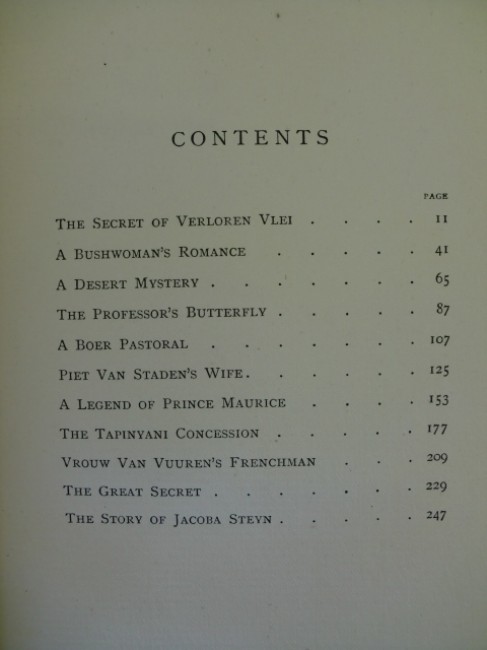 CONTENTS
PAGE
THE SECRET OF VERLOREN VLEI . . . . 11
A BUSHWOMAN'S ROMANCE . . . . . 41
A DESERT MYSTERY . . . . . . . 65
THE PROFESSOR'S BUTTERFLY . . . . . 87
A BOER PASTORAL . . . . . . . 107
PIET VAN STADEN'S WIFE . . . . . . 125
A LEGEND OF PRINCE MAURICE . . . . 153
THE TAPINYANI CONCESSION . . . . . 177
VROUW VAN VUUREN'S FRENCHMAN . . . 209
THE GREAT SECRET . . . . . . . 229
THE STORY OF JACOBA STEYN . . . . . 247